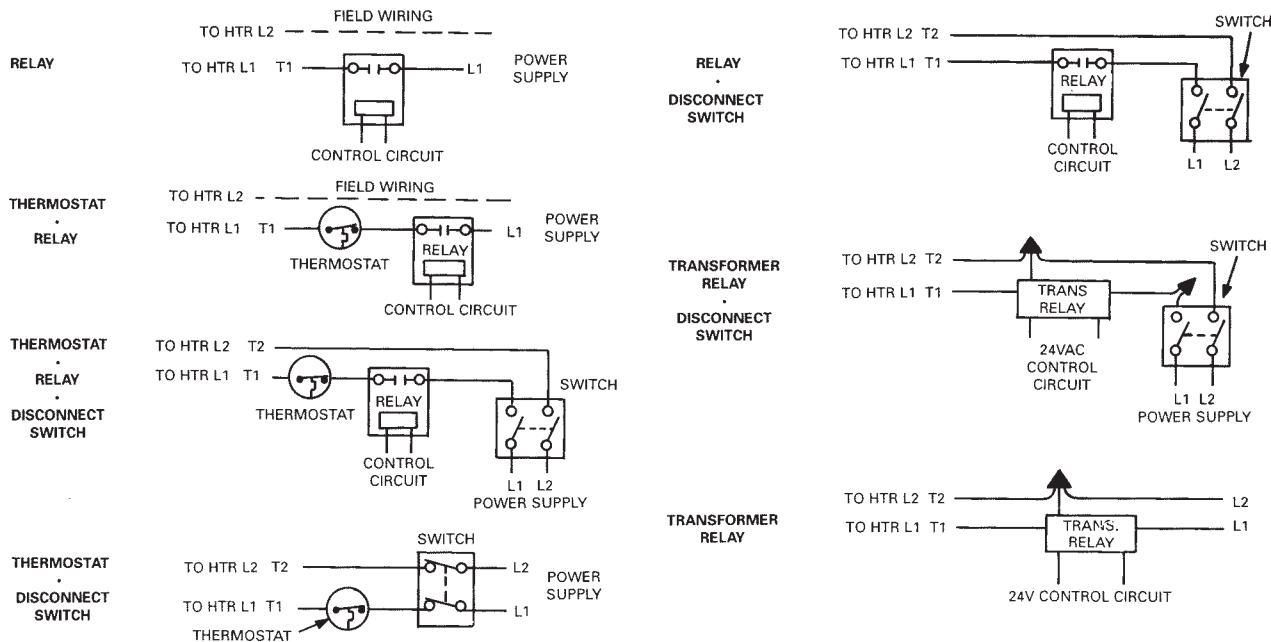 FIELD WIRING
TO HTR L2
RELAY
TO HTR L1 T1
L1
POWER
SUPPLY
CONTROL CIRCUIT
THERMOSTAT
·
RELAY
FIELD WIRING
TO HTR L2
TO HTR L1 T1
L1
POWER
SUPPLY
THERMOSTAT
RELAY
CONTROL CIRCUIT
THERMOSTAT
·
RELAY
·
DISCONNECT
SWITCH
TO HTR L2 T2
TO HTR L1 T1
THERMOSTAT
RELAY
SWITCH
CONTROL
CIRCUIT
L1 L2
POWER SUPPLY
THERMOSTAT
·
DISCONNECT
SWITCH
SWITCH
TO HTR L2 T2
L2
POWER
SUPPLY
TO HTR L1 T1
L1
THERMOSTAT
RELAY
·
DISCONNECT
SWITCH
SWITCH
TO HTR L2 T2
TO HTR L1 T1
RELAY
CONTROL
CIRCUIT
L1 L2
TRANSFORMER
RELAY
·
DISCONNECT
SWITCH
SWITCH
TO HTR L2 T2
TO HTR L1 T1
TRANS
RELAY
24VAC
CONTROL
CIRCUIT
L1 L2
POWER SUPPLY
TRANSFORMER
RELAY
TO HTR L2 T2
L2
TO HTR L1 T1
L1
TRANS.
RELAY
24V CONTROL CIRCUIT